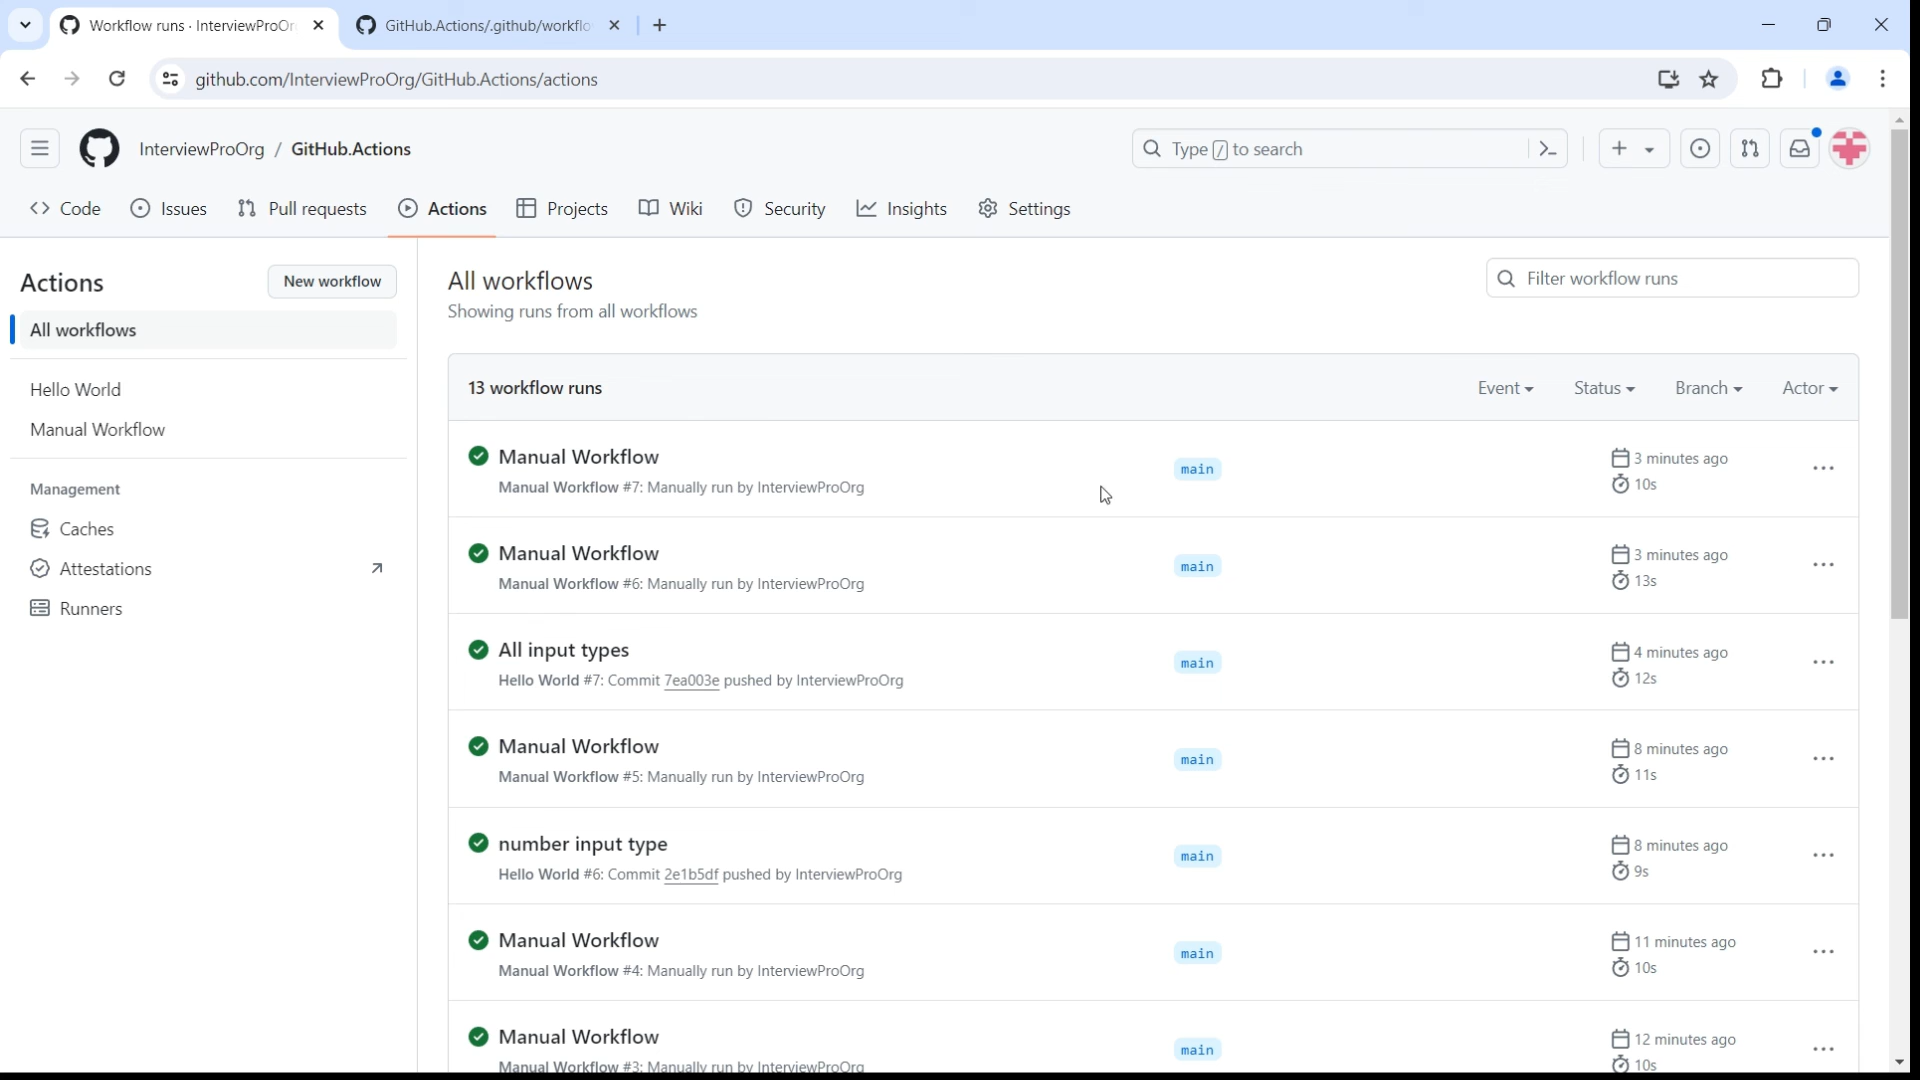 Workflow runs · InterviewProOr
GitHub.Actions/.github/workflo
github.com/InterviewProOrg/GitHub.Actions/actions
InterviewProOrg / GitHub.Actions
Type / to search
Code
Issues
Pull requests
Actions
Projects
Wiki
Security
Insights
Settings
Actions
New workflow
All workflows
Hello World
Manual Workflow
Management
Caches
Attestations
Runners
All workflows
Showing runs from all workflows
Filter workflow runs
13 workflow runs
Event
Status
Branch
Actor
Manual Workflow
Manual Workflow #7: Manually run by InterviewProOrg
main
3 minutes ago
10s
Manual Workflow
Manual Workflow #6: Manually run by InterviewProOrg
main
3 minutes ago
13s
All input types
Hello World #7: Commit 7ea003e pushed by InterviewProOrg
main
4 minutes ago
12s
Manual Workflow
Manual Workflow #5: Manually run by InterviewProOrg
main
8 minutes ago
11s
number input type
Hello World #6: Commit 2e1b5df pushed by InterviewProOrg
main
8 minutes ago
9s
Manual Workflow
Manual Workflow #4: Manually run by InterviewProOrg
main
11 minutes ago
10s
Manual Workflow
Manual Workflow #3: Manually run by InterviewProOrg
main
12 minutes ago
10s